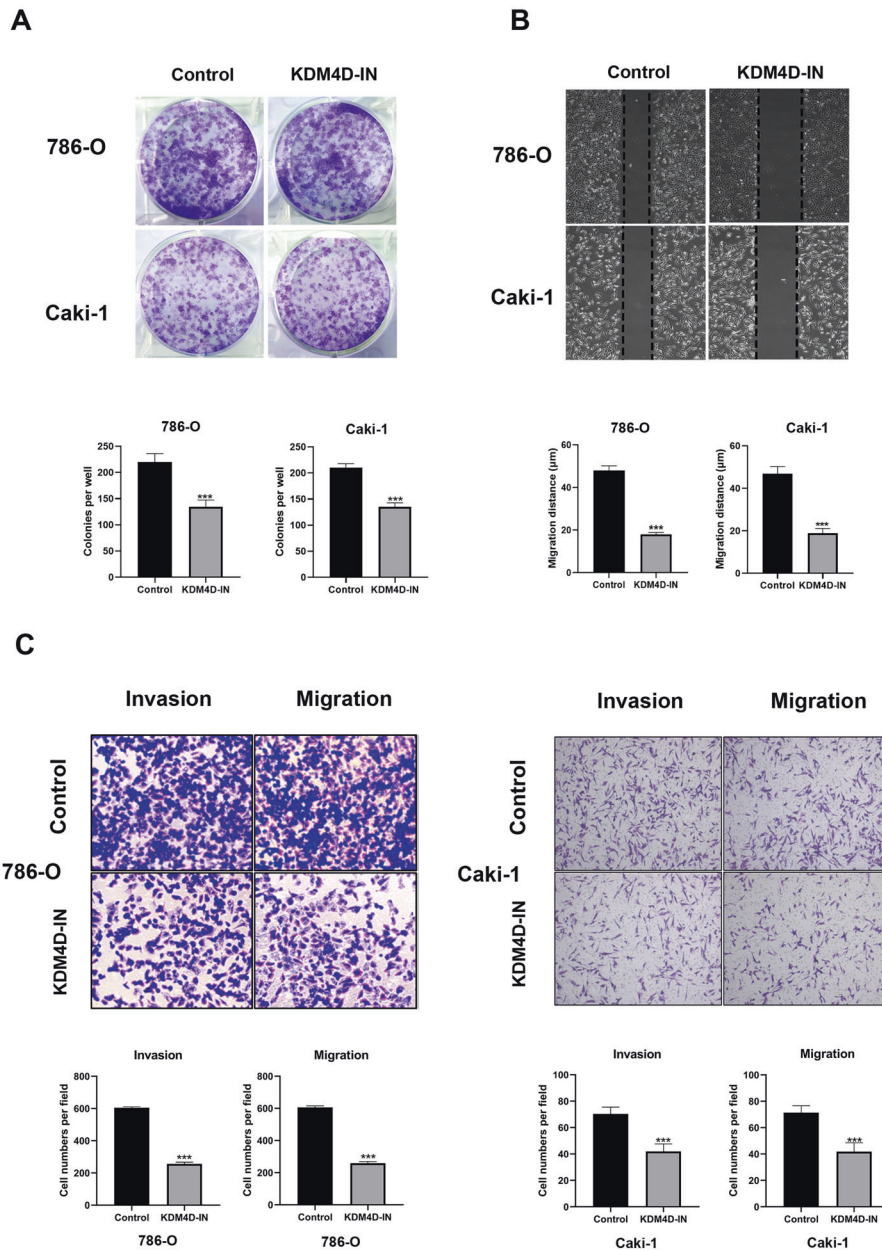 A
B
Control KDM4D-IN
Control KDM4D-IN
786-O
786-O
Caki-1
Caki-1
786-O
Colonies per well
250
200
150
100
50
0
***
Control KDM4D-IN
Caki-1
Colonies per well
250
200
150
100
50
0
***
Control KDM4D-IN
786-O
Migration distance (μm)
60
40
20
0
***
Control KDM4D-IN
Caki-1
Migration distance (μm)
60
40
20
0
***
Control KDM4D-IN
C
Invasion Migration
Control
786-O
KDM4D-IN
Invasion Migration
Control
Caki-1
KDM4D-IN
Invasion
Cell numbers per field
800
600
400
200
0
***
Control KDM4D-IN
786-O
Migration
Cell numbers per field
800
600
400
200
0
***
Control KDM4D-IN
786-O
Invasion
Cell numbers per field
100
80
60
40
20
0
***
Control KDM4D-IN
Caki-1
Migration
Cell numbers per field
100
80
60
40
20
0
***
Control KDM4D-IN
Caki-1